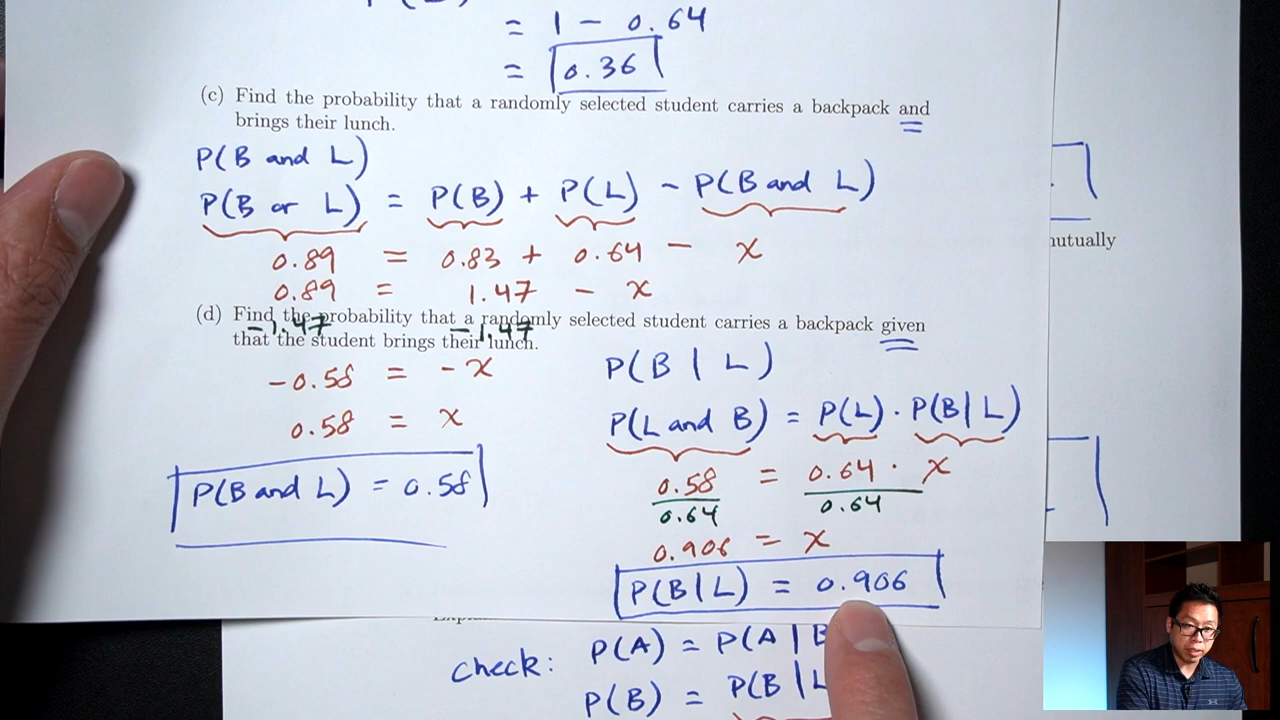 = 1 - 0.64
= 0.36
(c) Find the probability that a randomly selected student carries a backpack and
brings their lunch.
P(B and L)
P(B or L) = P(B) + P(L) - P(B and L)
0.89 = 0.83 + 0.64 - x
0.89 = 1.47 - x
(d) Find the probability that a randomly selected student carries a backpack given
that the student brings their lunch.
-1.47 -1.47
-0.58 = -x
0.58 = x
P(B and L) = 0.58
P(B | L)
P(L and B) = P(L) · P(B | L)
0.58 = 0.64 · x
0.64 0.64
0.906 = x
P(B | L) = 0.906
mutually
check: P(A) = P(A | B
P(B) = P(B | L